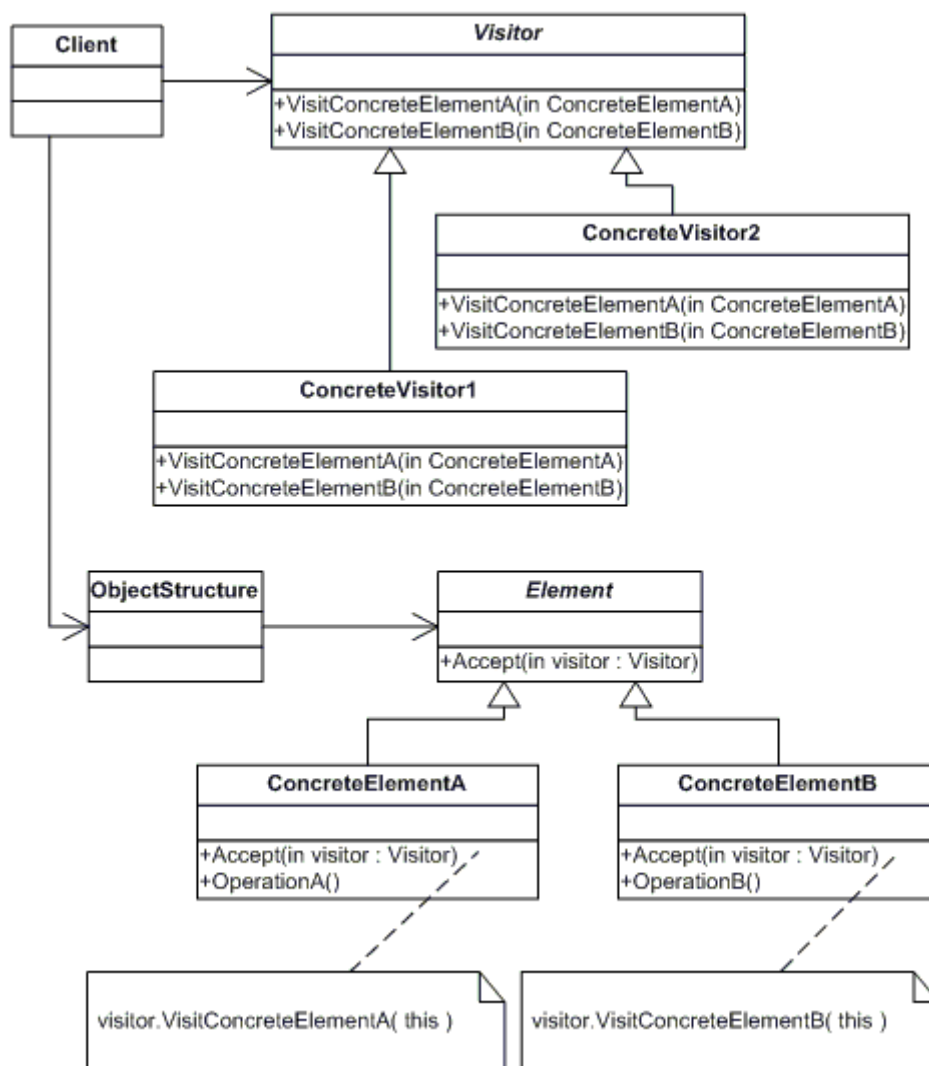 Client
Visitor
+VisitConcreteElementA(in ConcreteElementA)
+VisitConcreteElementB(in ConcreteElementB)
ConcreteVisitor2
+VisitConcreteElementA(in ConcreteElementA)
+VisitConcreteElementB(in ConcreteElementB)
ConcreteVisitor1
+VisitConcreteElementA(in ConcreteElementA)
+VisitConcreteElementB(in ConcreteElementB)
ObjectStructure
Element
+Accept(in visitor : Visitor)
ConcreteElementA
+Accept(in visitor : Visitor)
+OperationA()
ConcreteElementB
+Accept(in visitor : Visitor)
+OperationB()
visitor.VisitConcreteElementA( this )
visitor.VisitConcreteElementB( this )